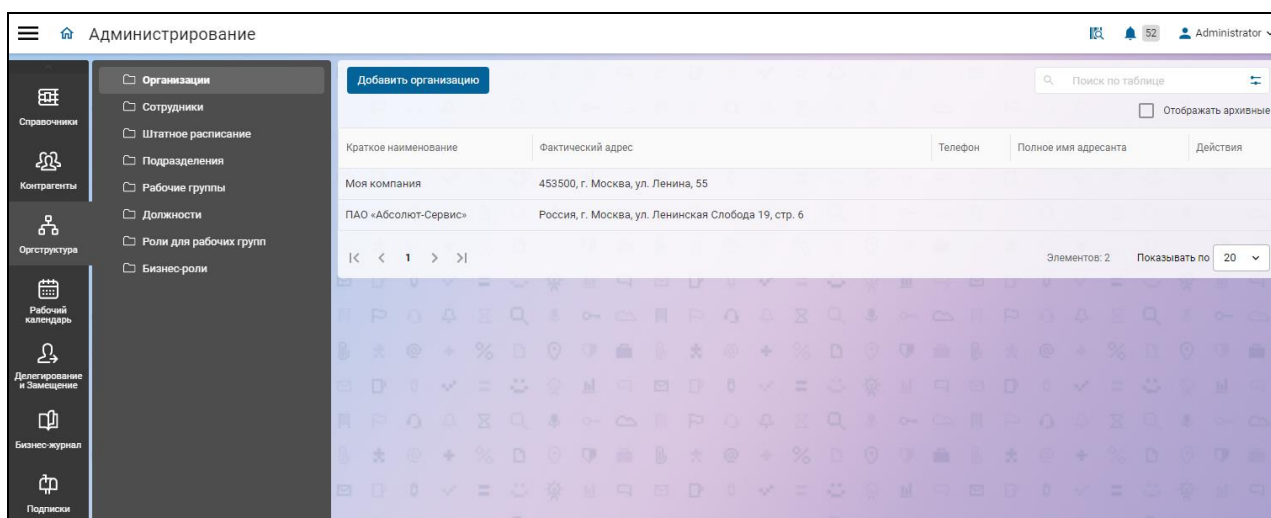 Администрирование
52
Administrator
Справочники
Контрагенты
Оргструктура
Рабочий
календарь
Делегирование
и Замещение
Бизнес-журнал
Подписки
Организации
Сотрудники
Штатное расписание
Подразделения
Рабочие группы
Должности
Роли для рабочих групп
Бизнес-роли
Добавить организацию
Поиск по таблице
Отображать архивные
Краткое наименование Фактический адрес Телефон Полное имя адресанта Действия
Моя компания 453500, г. Москва, ул. Ленина, 55
ПАО «Абсолют-Сервис» Россия, г. Москва, ул. Ленинская Слобода 19, стр. 6
1 Элементов: 2 Показывать по 20